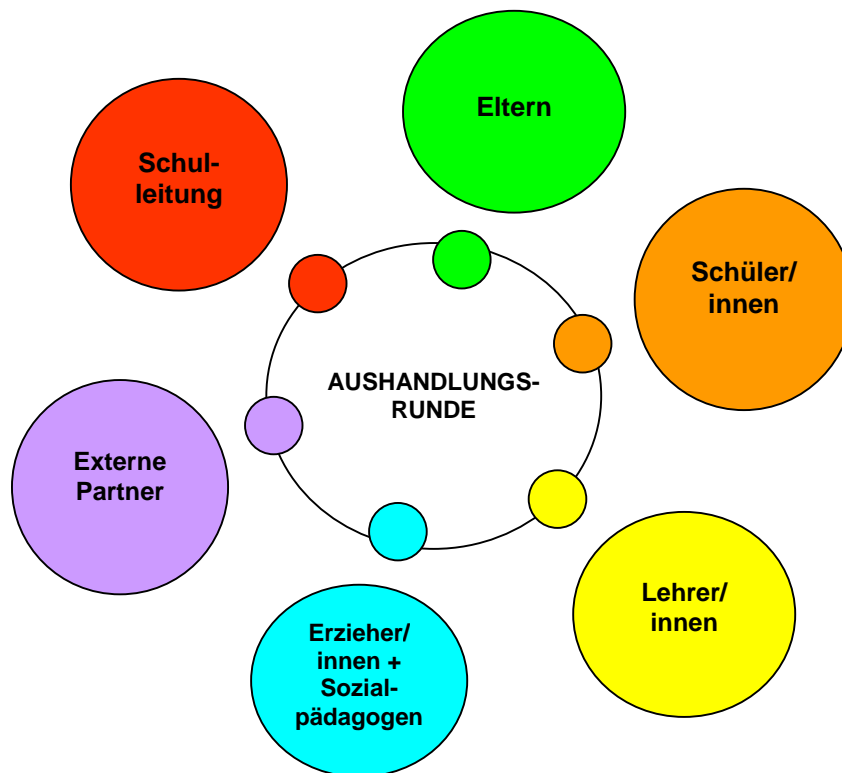 Eltern
Schul-
leitung
Schüler/
innen
AUSHANDLUNGS-
RUNDE
Externe
Partner
Lehrer/
innen
Erzieher/
innen +
Sozial-
pädagogen